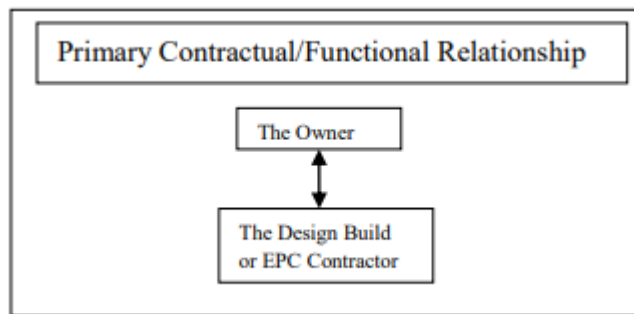 Primary Contractual/Functional Relationship
The Owner
The Design Build
or EPC Contractor